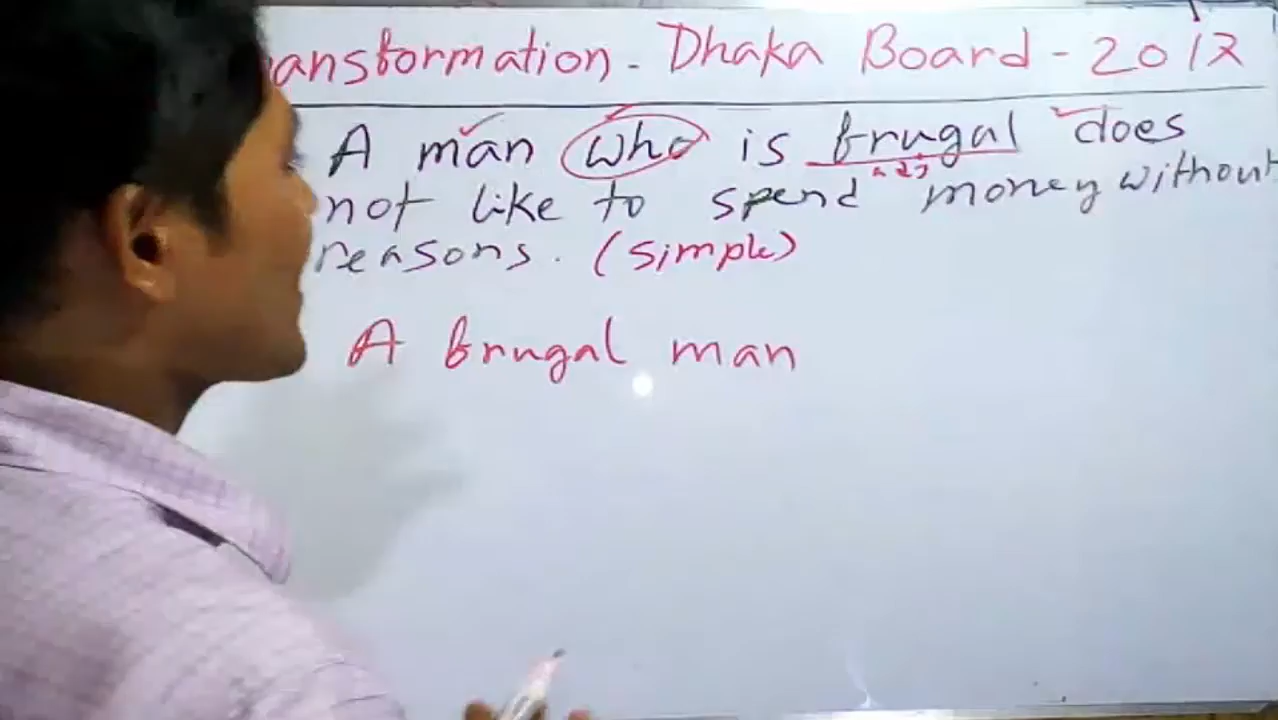 ansformation - Dhaka Board - 2012
A man who is frugal does
adj
not like to spend money without
reasons. (simple)
A frugal man